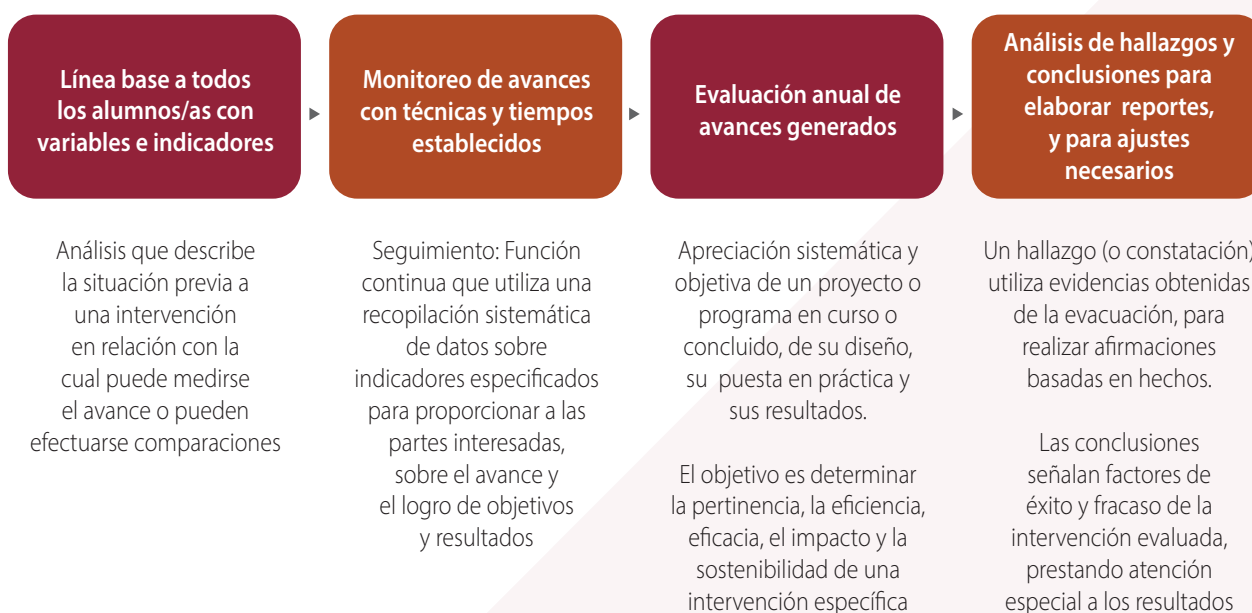 Línea base a todos
los alumnos/as con
variables e indicadores
Monitoreo de avances
con técnicas y tiempos
establecidos
Evaluación anual de
avances generados
Análisis de hallazgos y
conclusiones para
elaborar reportes,
y para ajustes
necesarios
Análisis que describe
la situación previa a
una intervención
en relación con la
cual puede medirse
el avance o pueden
efectuarse comparaciones
Seguimiento: Función
continua que utiliza una
recopilación sistemática
de datos sobre
indicadores especificados
para proporcionar a las
partes interesadas,
sobre el avance y
el logro de objetivos
y resultados
Apreciación sistemática y
objetiva de un proyecto o
programa en curso o
concluido, de su diseño,
su puesta en práctica y
sus resultados.
El objetivo es determinar
la pertinencia, la eficiencia,
eficacia, el impacto y la
sostenibilidad de una
intervención específica
Un hallazgo (o constatación)
utiliza evidencias obtenidas
de la evacuación, para
realizar afirmaciones
basadas en hechos.
Las conclusiones
señalan factores de
éxito y fracaso de la
intervención evaluada,
prestando atención
especial a los resultados